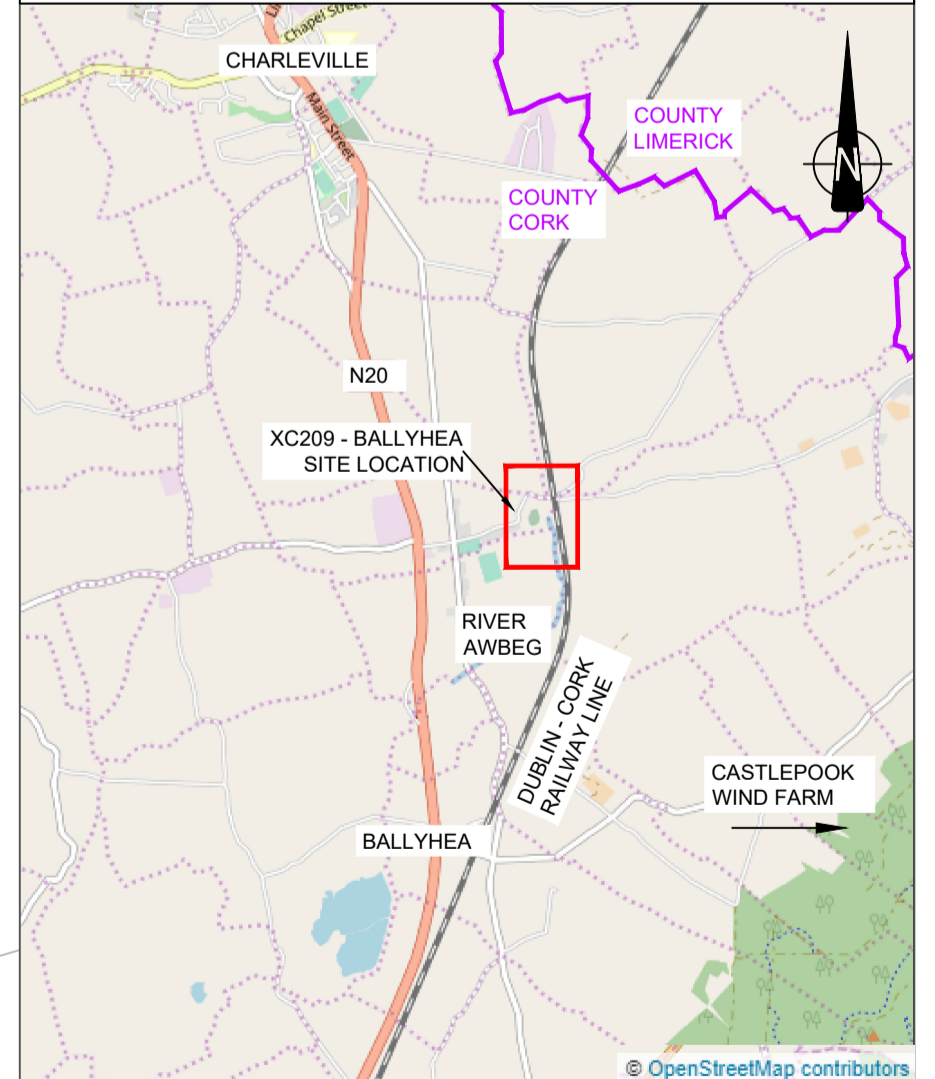 Chapel Street
CHARLEVILLE
Main Street
COUNTY
LIMERICK
N
COUNTY
CORK
N20
XC209 - BALLYHEA
SITE LOCATION
RIVER
AWBEG
DUBLIN - CORK
RAILWAY LINE
CASTLEPOOK
WIND FARM
BALLYHEA
© OpenStreetMap contributors